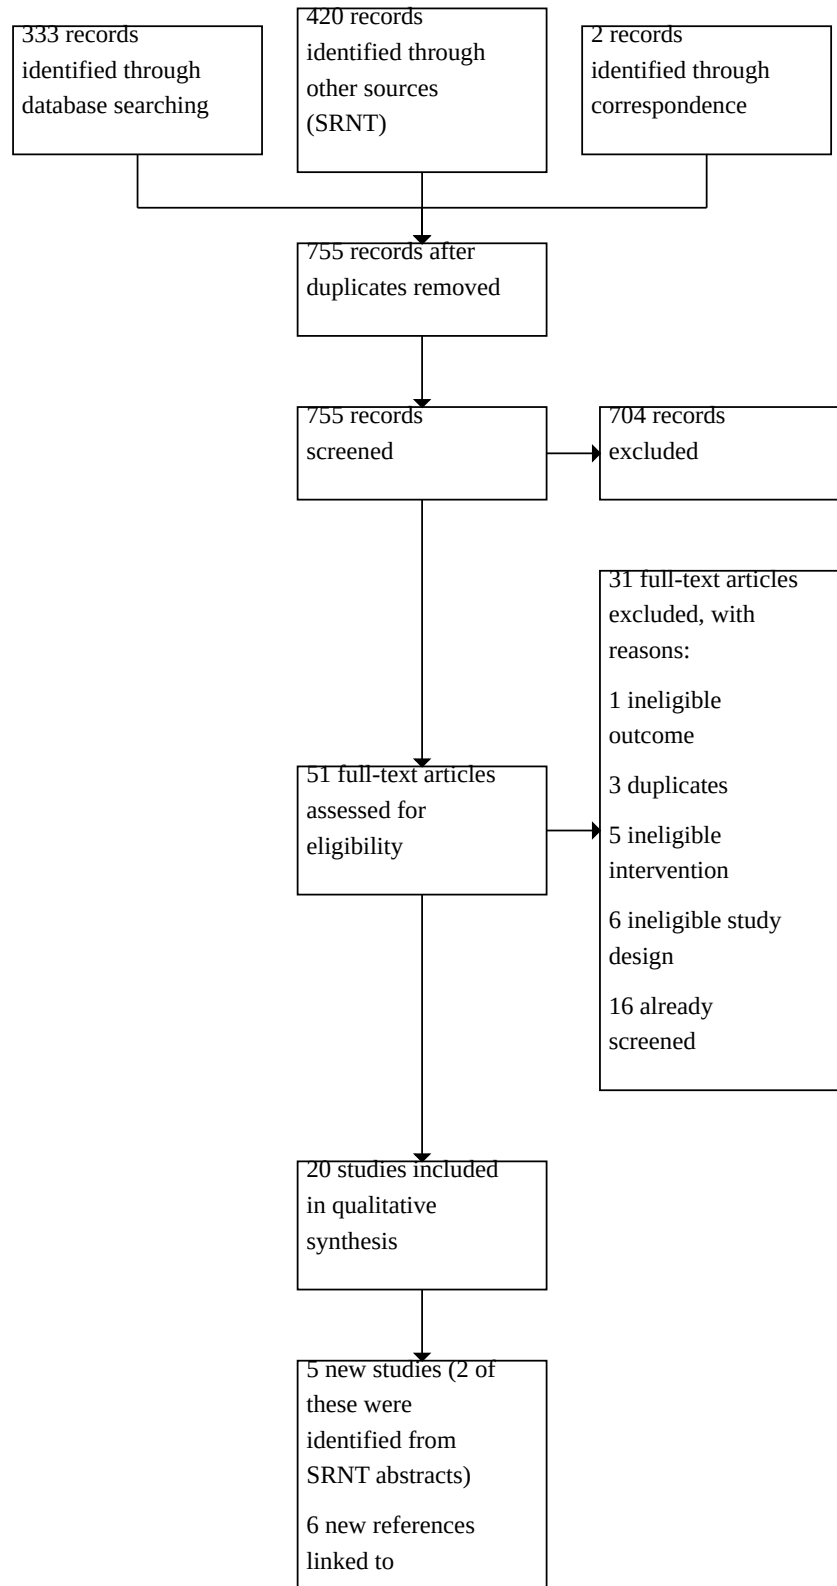 333 records
identified through
database searching
420 records
identified through
other sources
(SRNT)
2 records
identified through
correspondence
755 records after
duplicates removed
755 records
screened
704 records
excluded
31 full-text articles
excluded, with
reasons:
1 ineligible
outcome
3 duplicates
5 ineligible
intervention
6 ineligible study
design
16 already
screened
51 full-text articles
assessed for
eligibility
20 studies included
in qualitative
synthesis
5 new studies (2 of
these were
identified from
SRNT abstracts)
6 new references
linked to